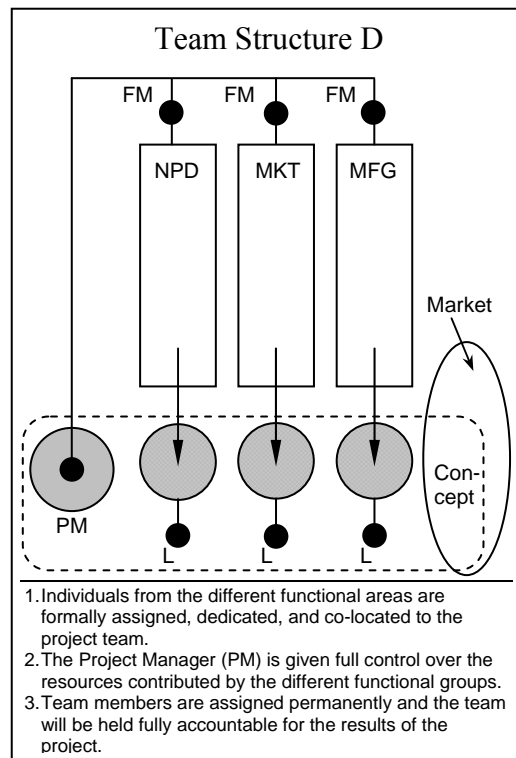 Team Structure D
FM FM FM
NPD MKT MFG
Market
Con-
cept
PM
L L L
1. Individuals from the different functional areas are
formally assigned, dedicated, and co-located to the
project team.
2. The Project Manager (PM) is given full control over the
resources contributed by the different functional groups.
3. Team members are assigned permanently and the team
will be held fully accountable for the results of the
project.